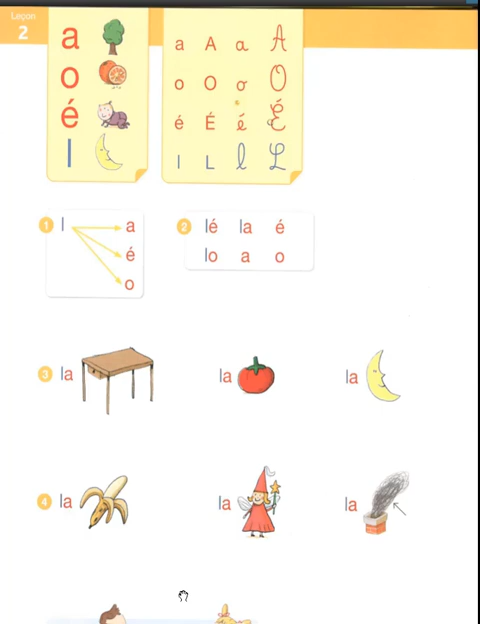 Leçon
2
a
o
é
l
a A a A
o O o O
é É é É
l L l L
1 l a
é
o
2 lé la é
lo a o
3 la la la
4 la la la